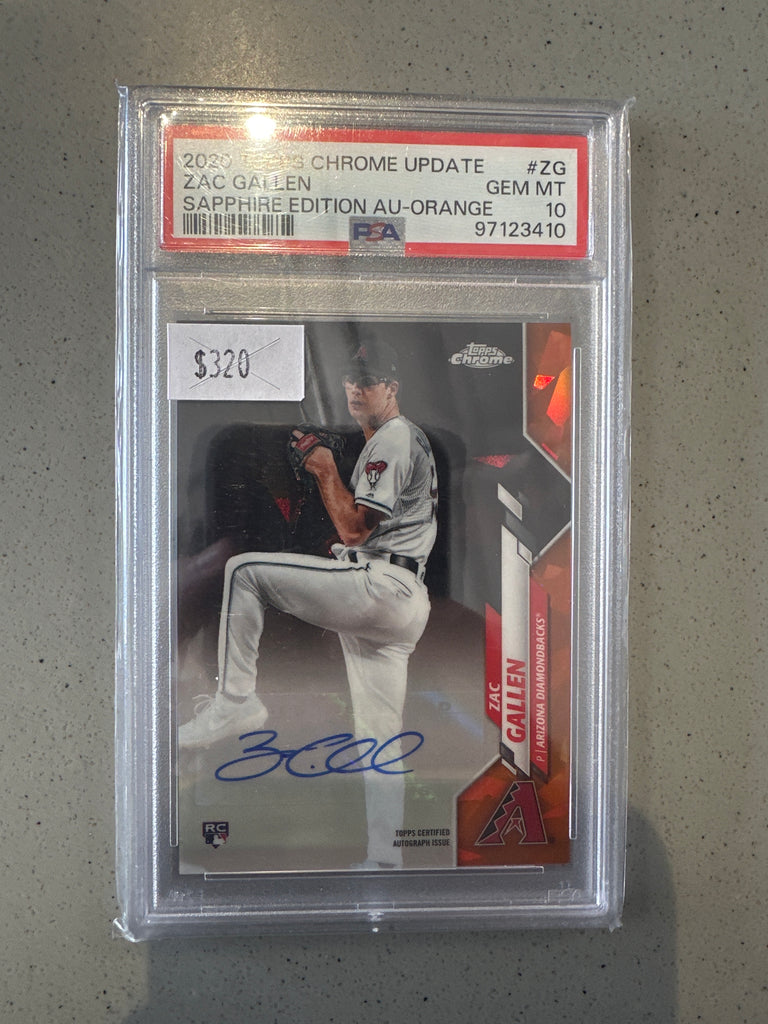 2020 TOPPS CHROME UPDATE #ZG
ZAC GALLEN GEM MT
SAPPHIRE EDITION AU-ORANGE 10
PSA 97123410
$320
topps
Chrome
ZAC
GALLEN
P | ARIZONA DIAMONDBACKS®
RC
TOPPS CERTIFIED
AUTOGRAPH ISSUE